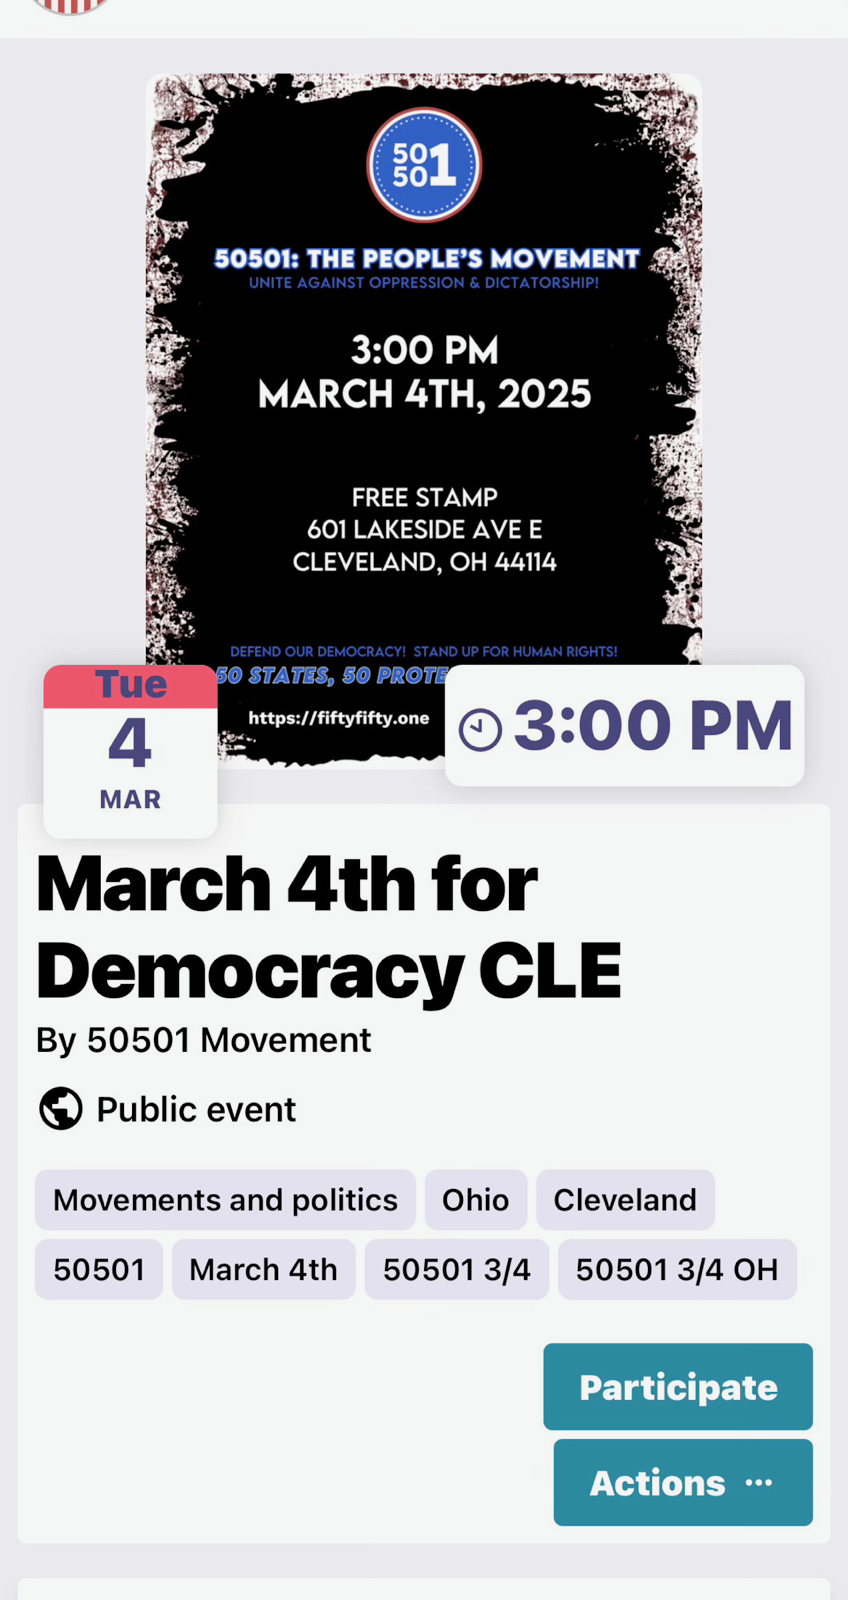 50
501
50501: THE PEOPLE'S MOVEMENT
UNITE AGAINST OPPRESSION & DICTATORSHIP!
3:00 PM
MARCH 4TH, 2025
FREE STAMP
601 LAKESIDE AVE E
CLEVELAND, OH 44114
DEFEND OUR DEMOCRACY! STAND UP FOR HUMAN RIGHTS!
50 STATES, 50 PROTE
https://fiftyfifty.one
Tue
4
MAR
3:00 PM
March 4th for
Democracy CLE
By 50501 Movement
Public event
Movements and politics Ohio Cleveland
50501 March 4th 50501 3/4 50501 3/4 OH
Participate
Actions ...